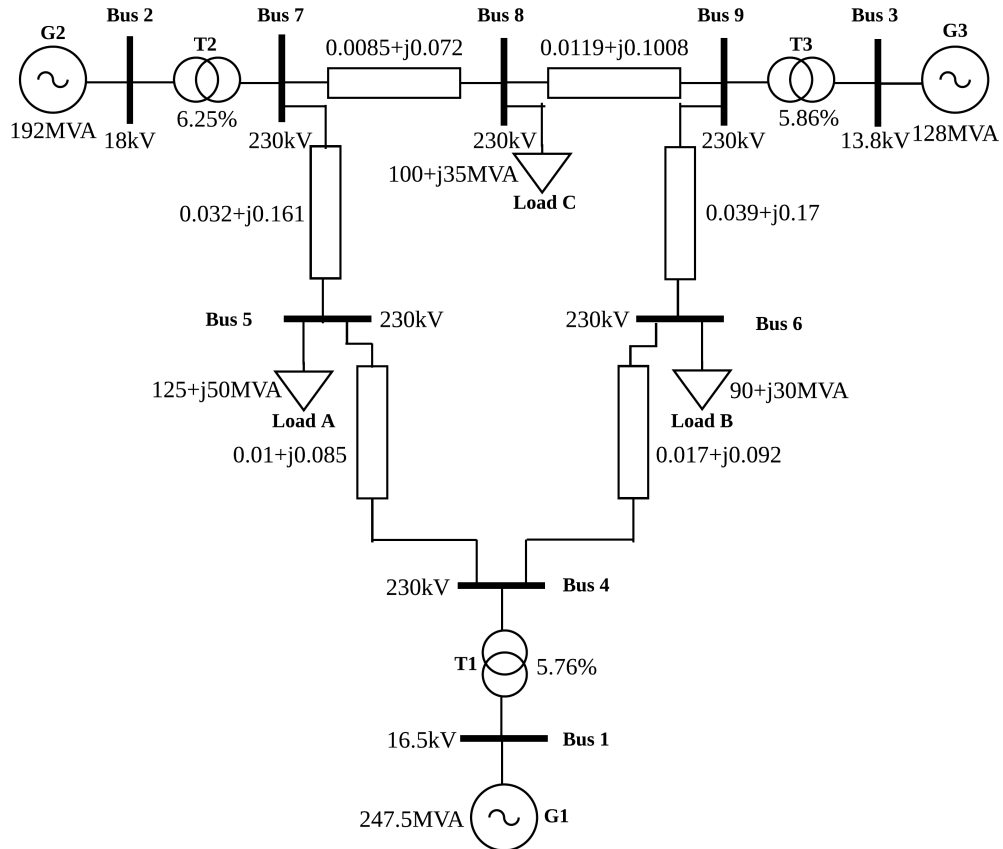 Bus 2
Bus 7
Bus 8
Bus 9
Bus 3
G2
T2
0.0085+j0.072
0.0119+j0.1008
T3
G3
192MVA
18kV
6.25%
230kV
230kV
230kV
5.86%
13.8kV
128MVA
100+j35MVA
Load C
0.032+j0.161
0.039+j0.17
Bus 5
230kV
230kV
Bus 6
125+j50MVA
Load A
90+j30MVA
Load B
0.01+j0.085
0.017+j0.092
230kV
Bus 4
T1
5.76%
16.5kV
Bus 1
247.5MVA
G1